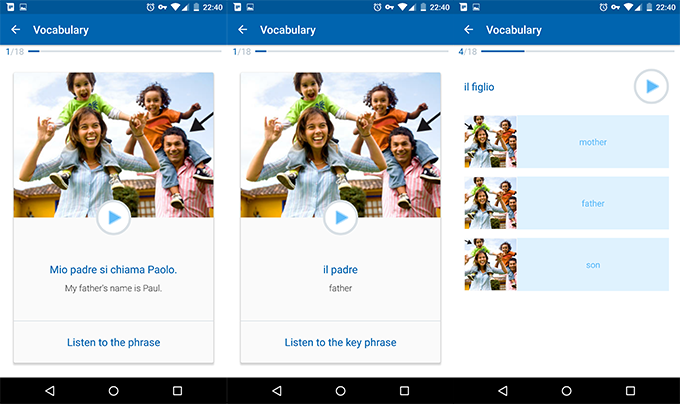 22:40
Vocabulary
1/18
Mio padre si chiama Paolo.
My father's name is Paul.
Listen to the phrase
22:40
Vocabulary
1/18
il padre
father
Listen to the key phrase
22:40
Vocabulary
4/18
il figlio
mother
father
son